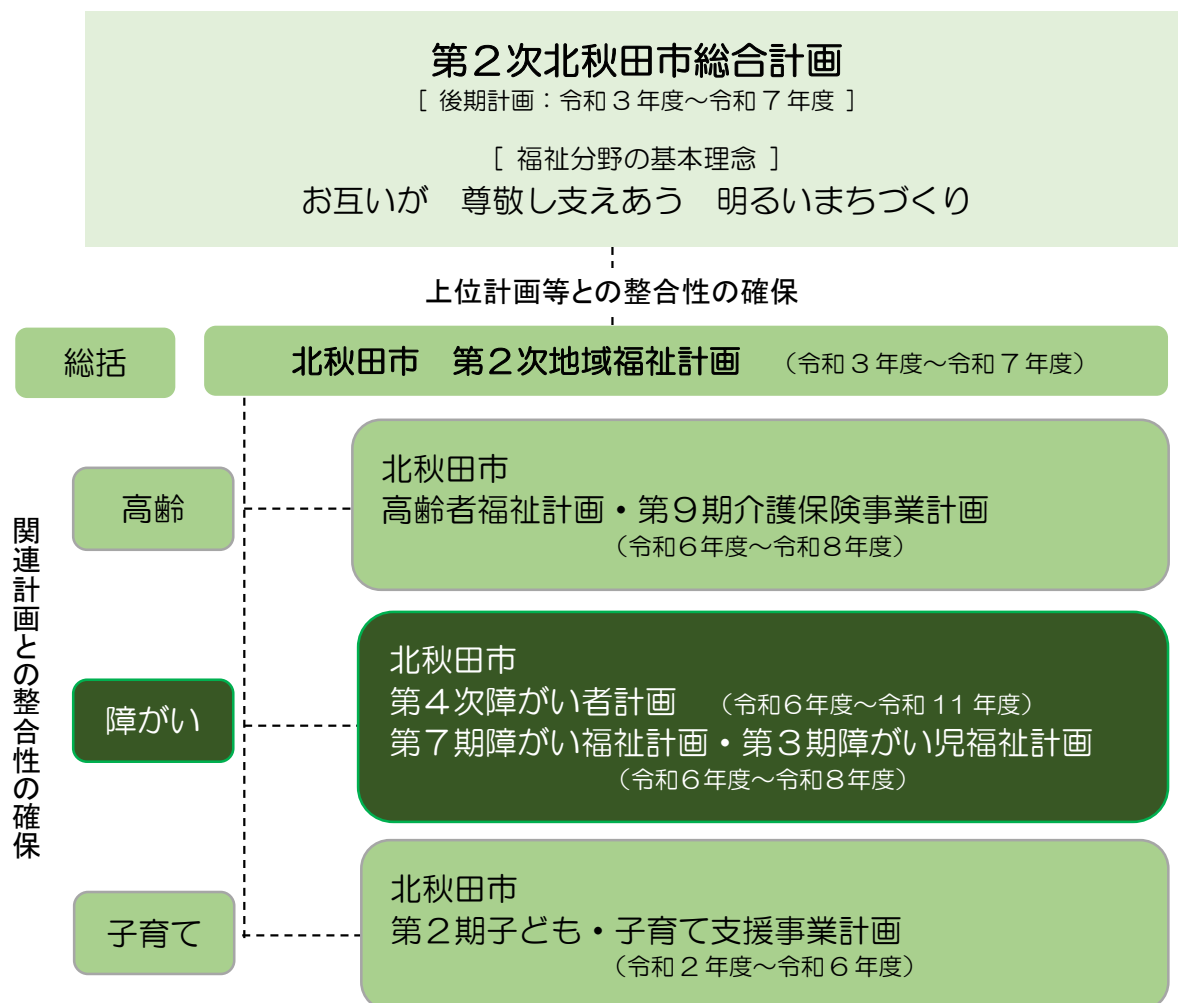 第２次北秋田市総合計画
［ 後期計画：令和３年度～令和７年度 ］
［ 福祉分野の基本理念 ］
お互いが　尊敬し支えあう　明るいまちづくり
上位計画等との整合性の確保
総括
北秋田市　第２次地域福祉計画　（令和３年度～令和７年度）
関連計画との整合性の確保
高齢
北秋田市
高齢者福祉計画・第９期介護保険事業計画
（令和６年度～令和８年度）
障がい
北秋田市
第４次障がい者計画　（令和６年度～令和 11 年度）
第７期障がい福祉計画・第３期障がい児福祉計画
（令和６年度～令和８年度）
子育て
北秋田市
第２期子ども・子育て支援事業計画
（令和２年度～令和６年度）